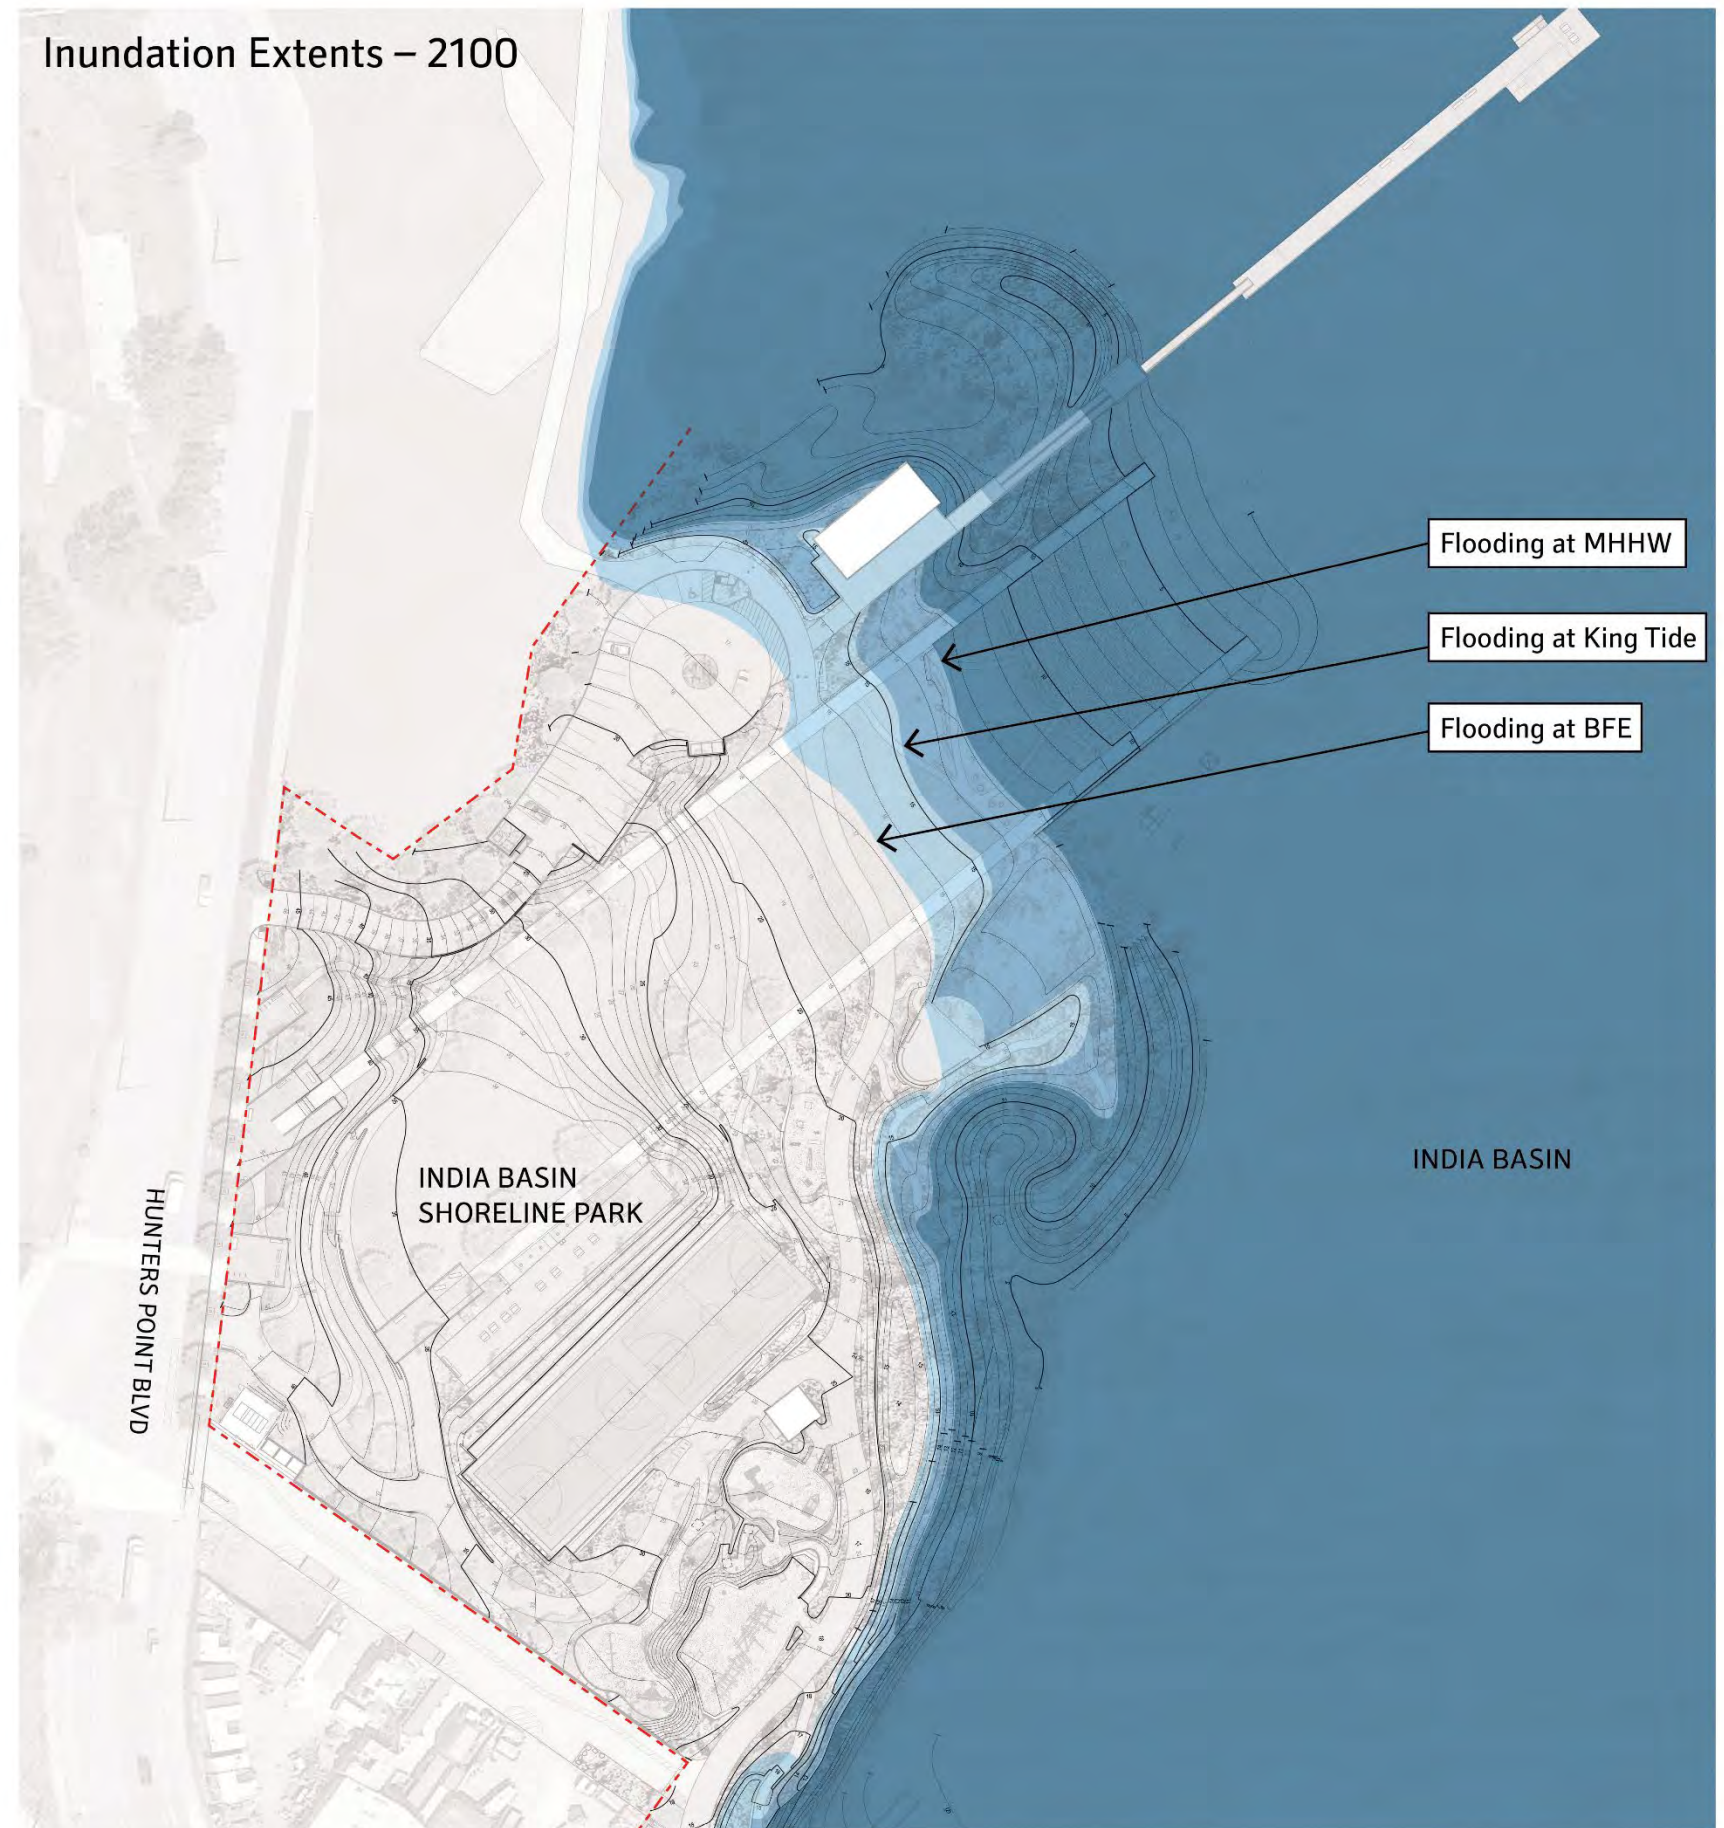 Inundation Extents – 2100
Flooding at MHHW
Flooding at King Tide
Flooding at BFE
INDIA BASIN
INDIA BASIN
SHORELINE PARK
HUNTERS POINT BLVD